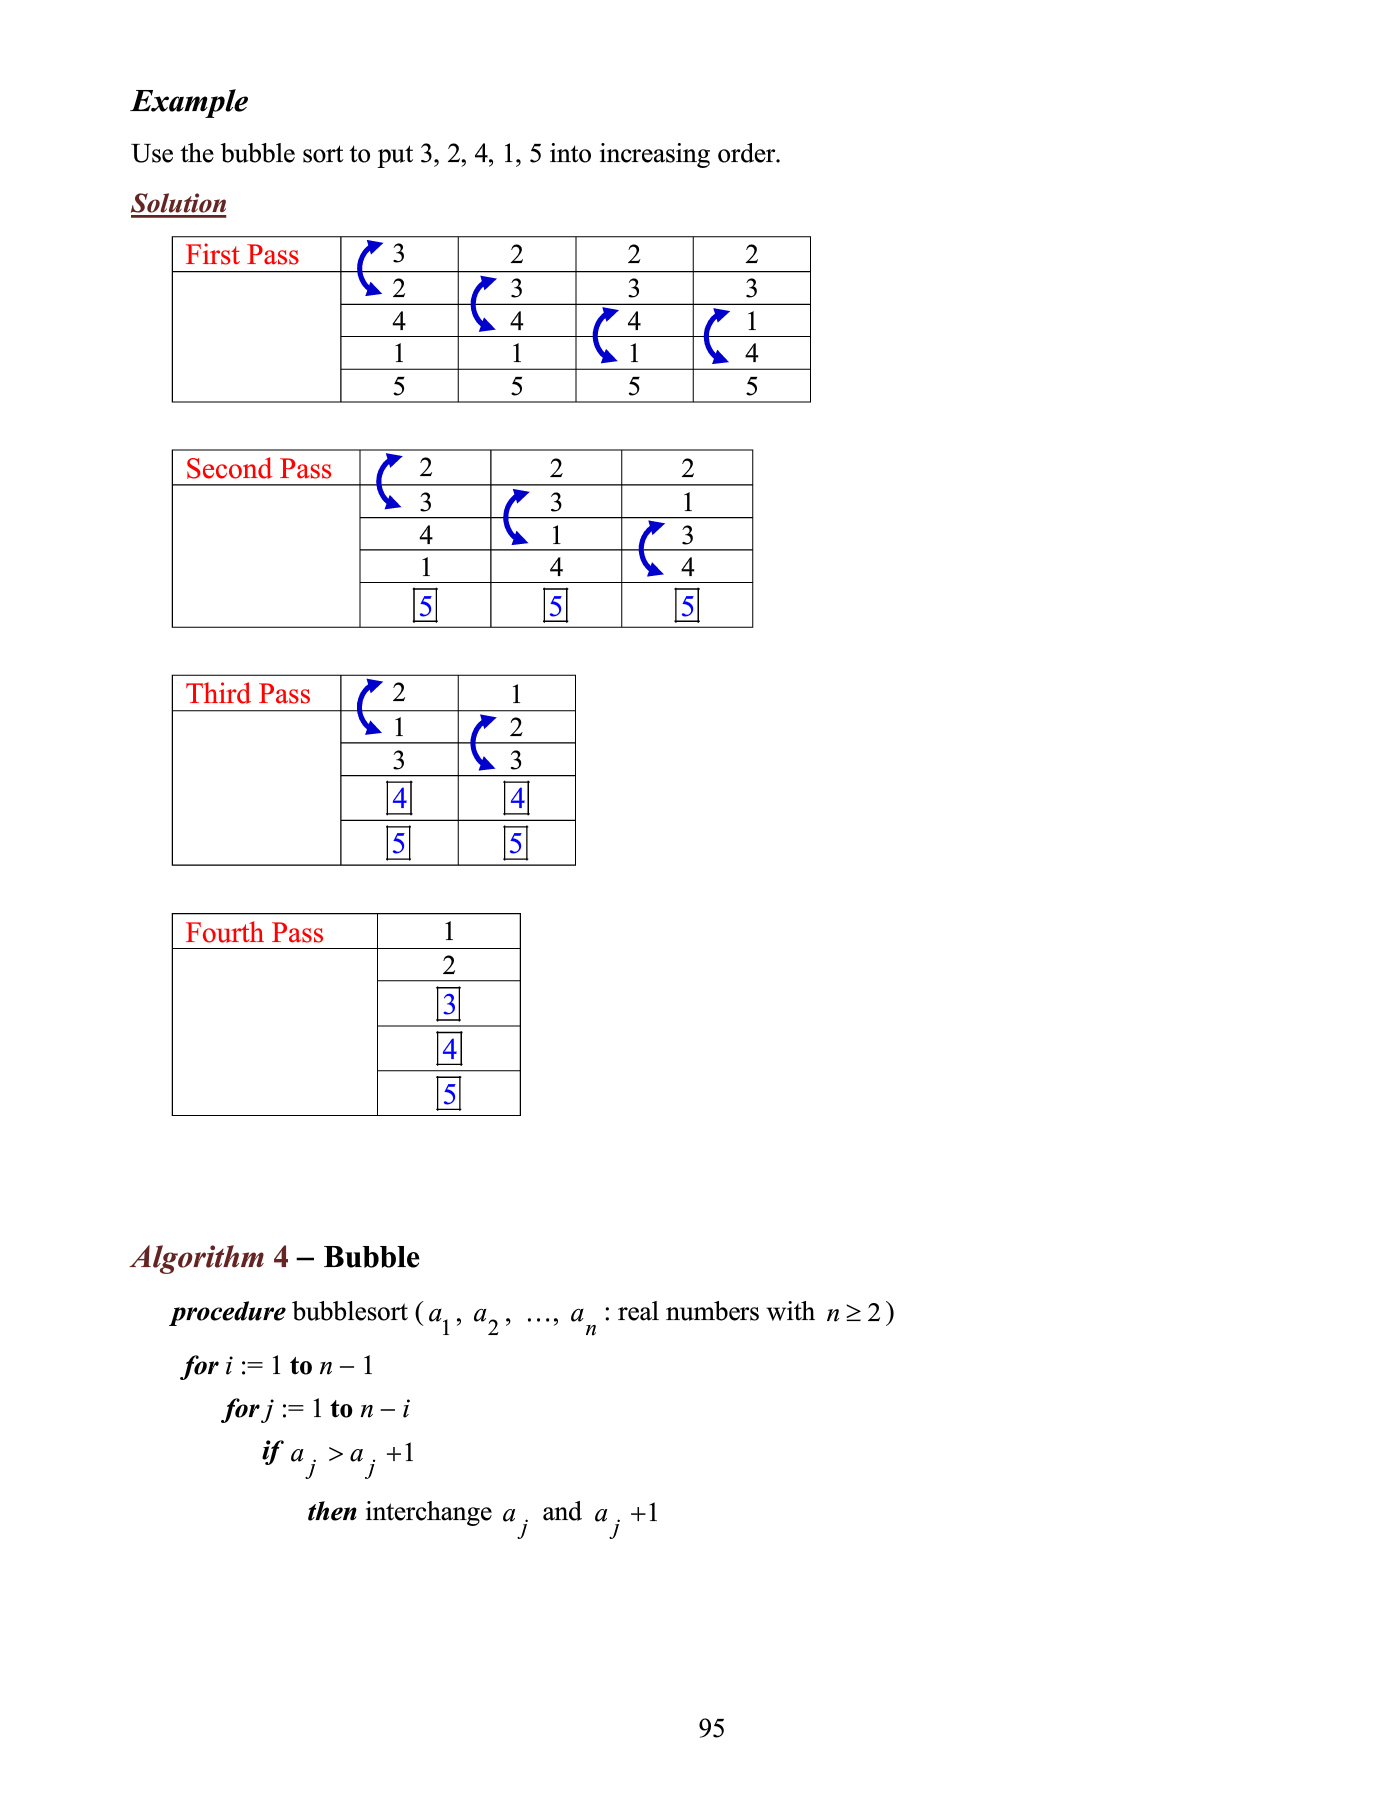 Example
Use the bubble sort to put 3, 2, 4, 1, 5 into increasing order.
Solution
First Pass 3 2 2 2
2 3 3 3
4 4 4 1
1 1 1 4
5 5 5 5
Second Pass 2 2 2
3 3 1
4 1 3
1 4 4
5 5 5
Third Pass 2 1
1 2
3 3
4 4
5 5
Fourth Pass 1
2
3
4
5
Algorithm 4 – Bubble
procedure bubblesort ( a₁ , a₂ , …, aₙ : real numbers with n ≥ 2 )
for i := 1 to n – 1
for j := 1 to n – i
if a_j > a_j +1
then interchange a_j and a_j +1
95